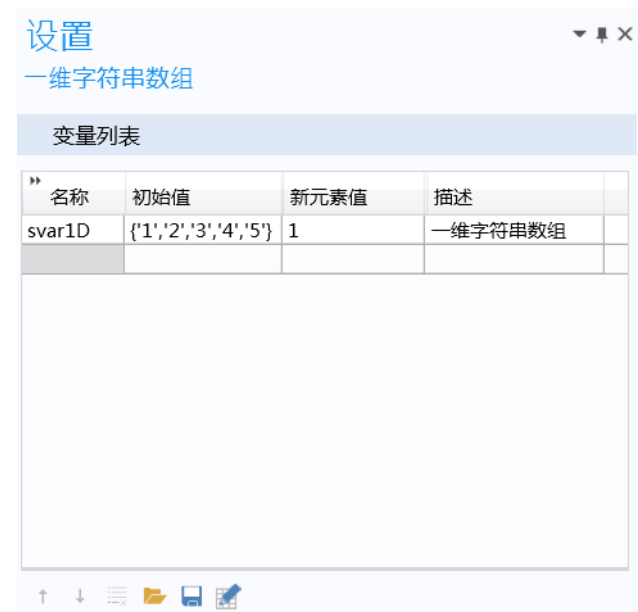 设置
一维字符串数组
变量列表
名称 初始值 新元素值 描述
svar1D {'1','2','3','4','5'} 1 一维字符串数组